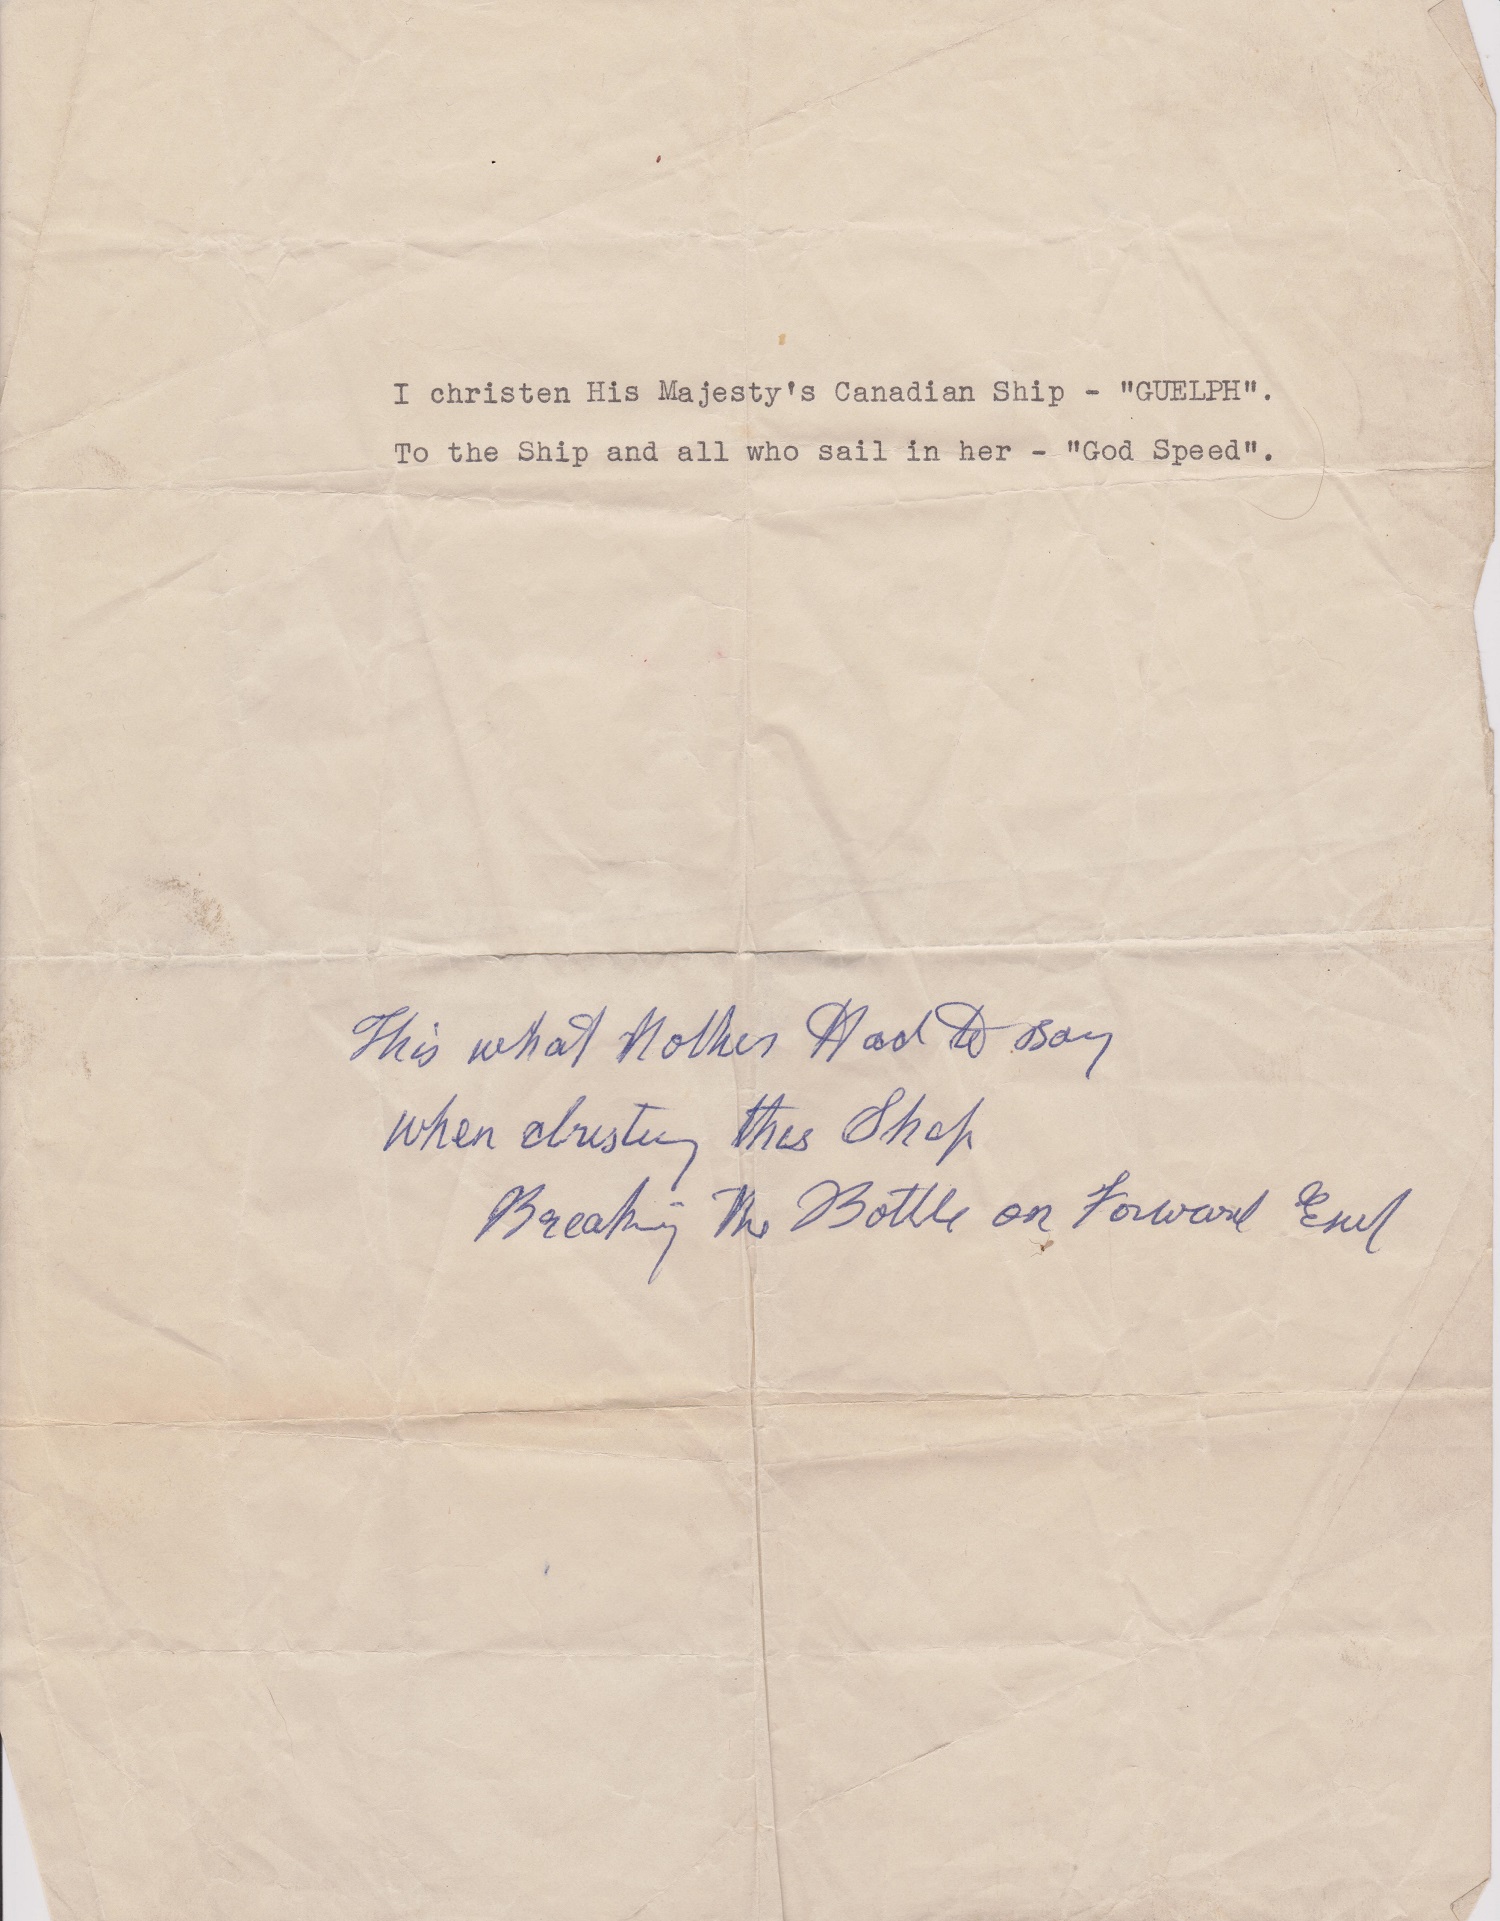 I christen His Majesty's Canadian Ship - "GUELPH".
To the Ship and all who sail in her - "God Speed".
This what Mother Had to say
when christing this Ship
Breaking The Bottle on Forward End